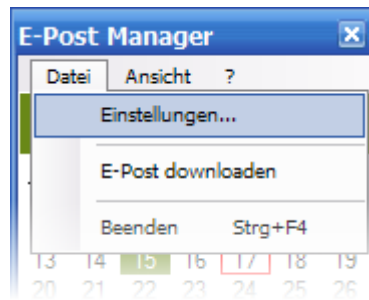 E-Post Manager
Datei Ansicht ?
Einstellungen...
E-Post downloaden
Beenden Strg+F4
13 14 15 16 17 18 19
20 21 22 23 24 25 26